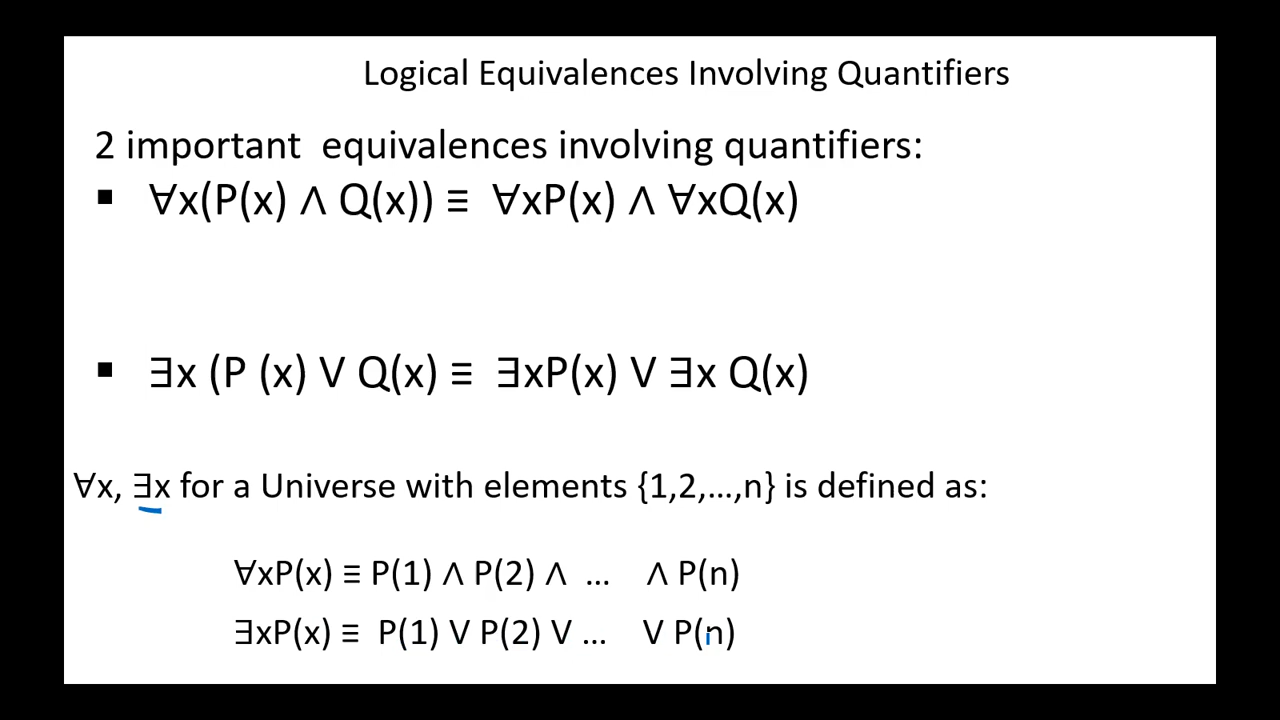 Logical Equivalences Involving Quantifiers
2 important equivalences involving quantifiers:
▪ ∀x(P(x) ∧ Q(x)) ≡ ∀xP(x) ∧ ∀xQ(x)
▪ ∃x (P (x) V Q(x) ≡ ∃xP(x) V ∃x Q(x)
∀x, ∃x for a Universe with elements {1,2,...,n} is defined as:
∀xP(x) ≡ P(1) ∧ P(2) ∧ ... ∧ P(n)
∃xP(x) ≡ P(1) V P(2) V ... V P(n)